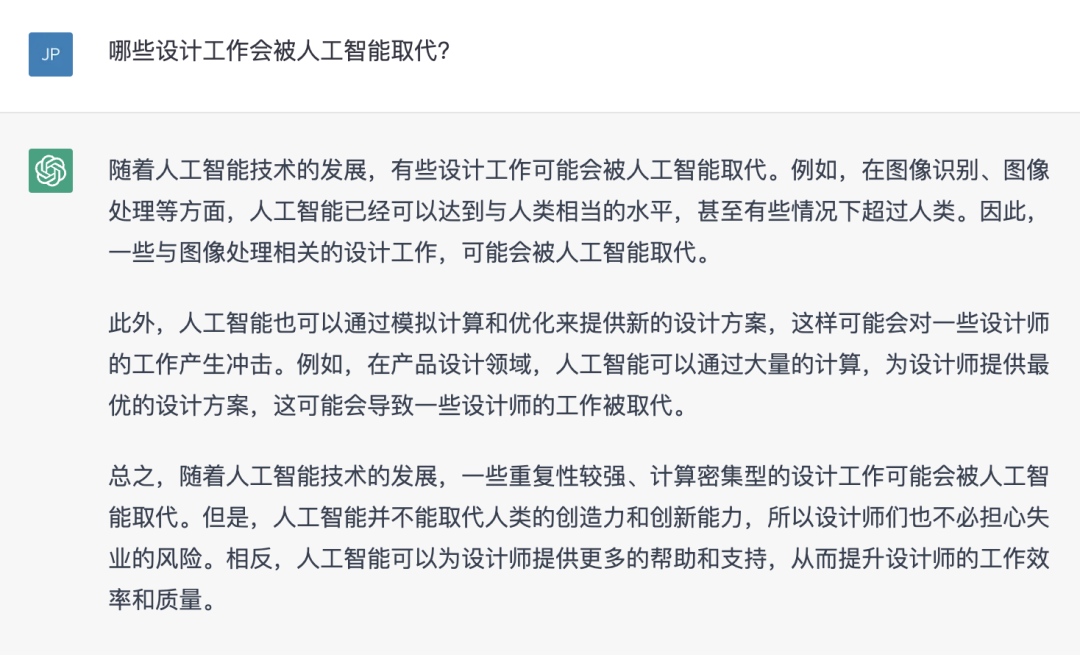 JP
哪些设计工作会被人工智能取代?
随着人工智能技术的发展，有些设计工作可能会被人工智能取代。例如，在图像识别、图像
处理等方面，人工智能已经可以达到与人类相当的水平，甚至有些情况下超过人类。因此，
一些与图像处理相关的设计工作，可能会被人工智能取代。
此外，人工智能也可以通过模拟计算和优化来提供新的设计方案，这样可能会对一些设计师
的工作产生冲击。例如，在产品设计领域，人工智能可以通过大量的计算，为设计师提供最
优的设计方案，这可能会导致一些设计师的工作被取代。
总之，随着人工智能技术的发展，一些重复性较强、计算密集型的设计工作可能会被人工智
能取代。但是，人工智能并不能取代人类的创造力和创新能力，所以设计师们也不必担心失
业的风险。相反，人工智能可以为设计师提供更多的帮助和支持，从而提升设计师的工作效
率和质量。